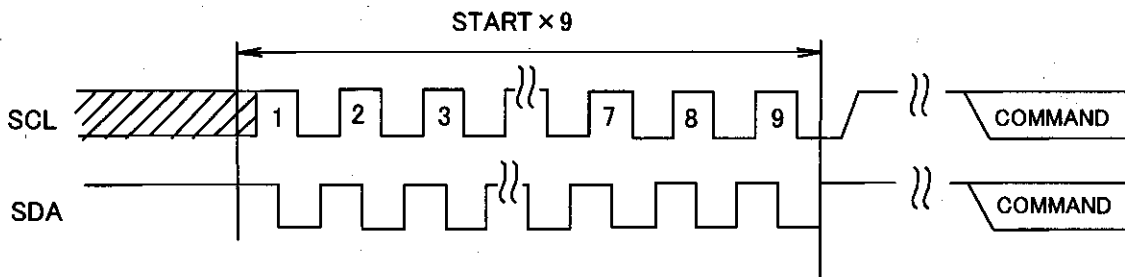 START×9
SCL 1 2 3 7 8 9 COMMAND
SDA COMMAND